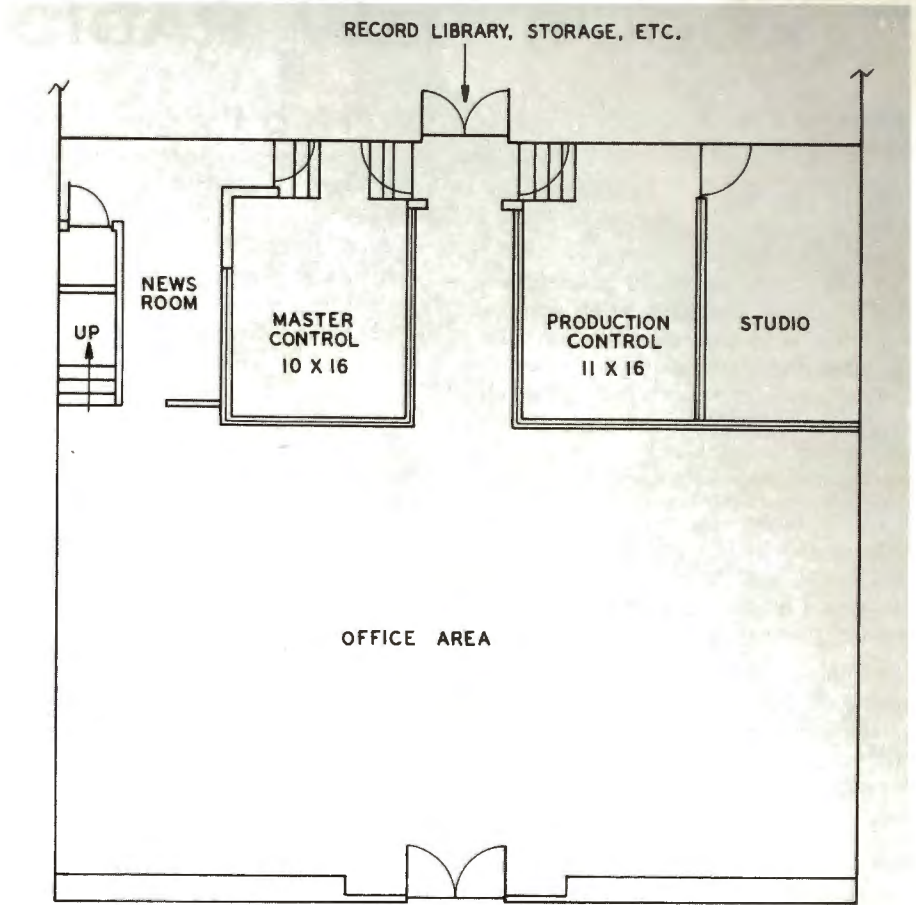 RECORD LIBRARY, STORAGE, ETC.
NEWS
ROOM
UP
MASTER
CONTROL
10 X 16
PRODUCTION
CONTROL
11 X 16
STUDIO
OFFICE AREA